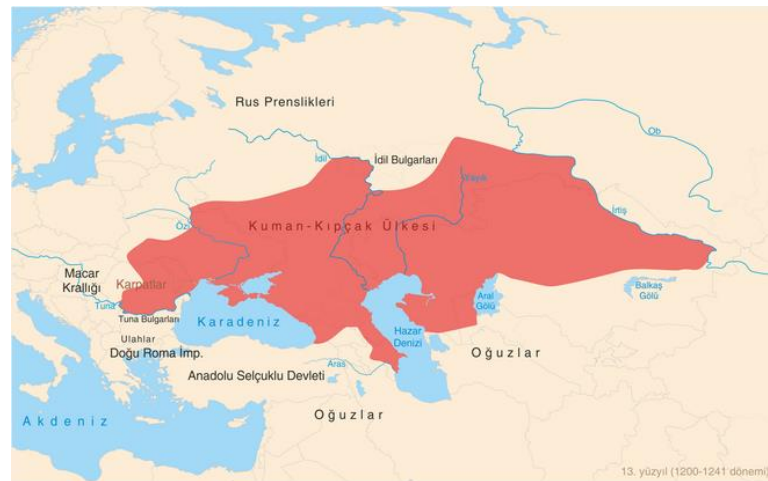 Rus Prenslikleri
Ob
İdil
İdil Bulgarları
Yayık
İrtiş
Özi
Kuman-Kıpçak Ülkesi
Macar
Krallığı
Karpatlar
Tuna
Tuna Bulgarları
Karadeniz
Hazar
Denizi
Aral
Gölü
Balkaş
Gölü
Ulahlar
Doğu Roma İmp.
Oğuzlar
Aras
Anadolu Selçuklu Devleti
Oğuzlar
Akdeniz
13. yüzyıl (1200-1241 dönemi)